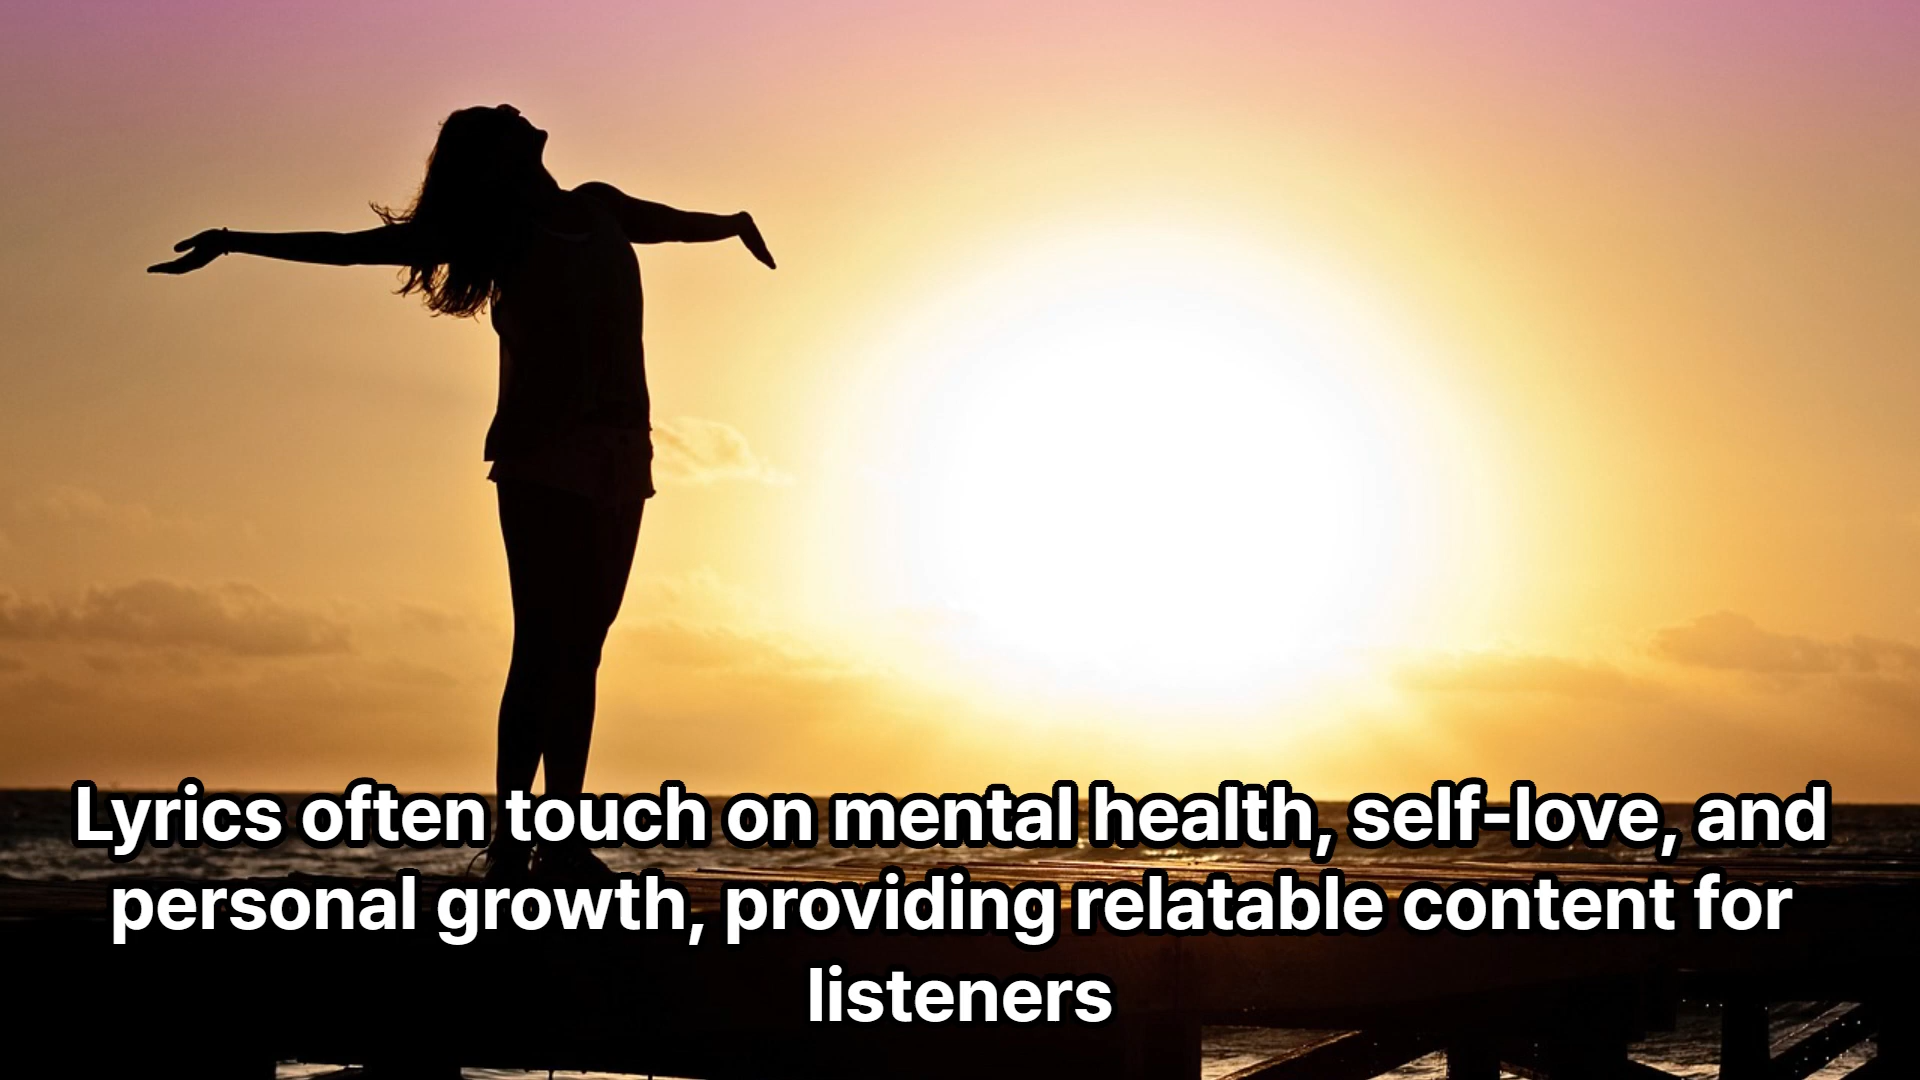 Lyrics often touch on mental health, self-love, and
personal growth, providing relatable content for
listeners